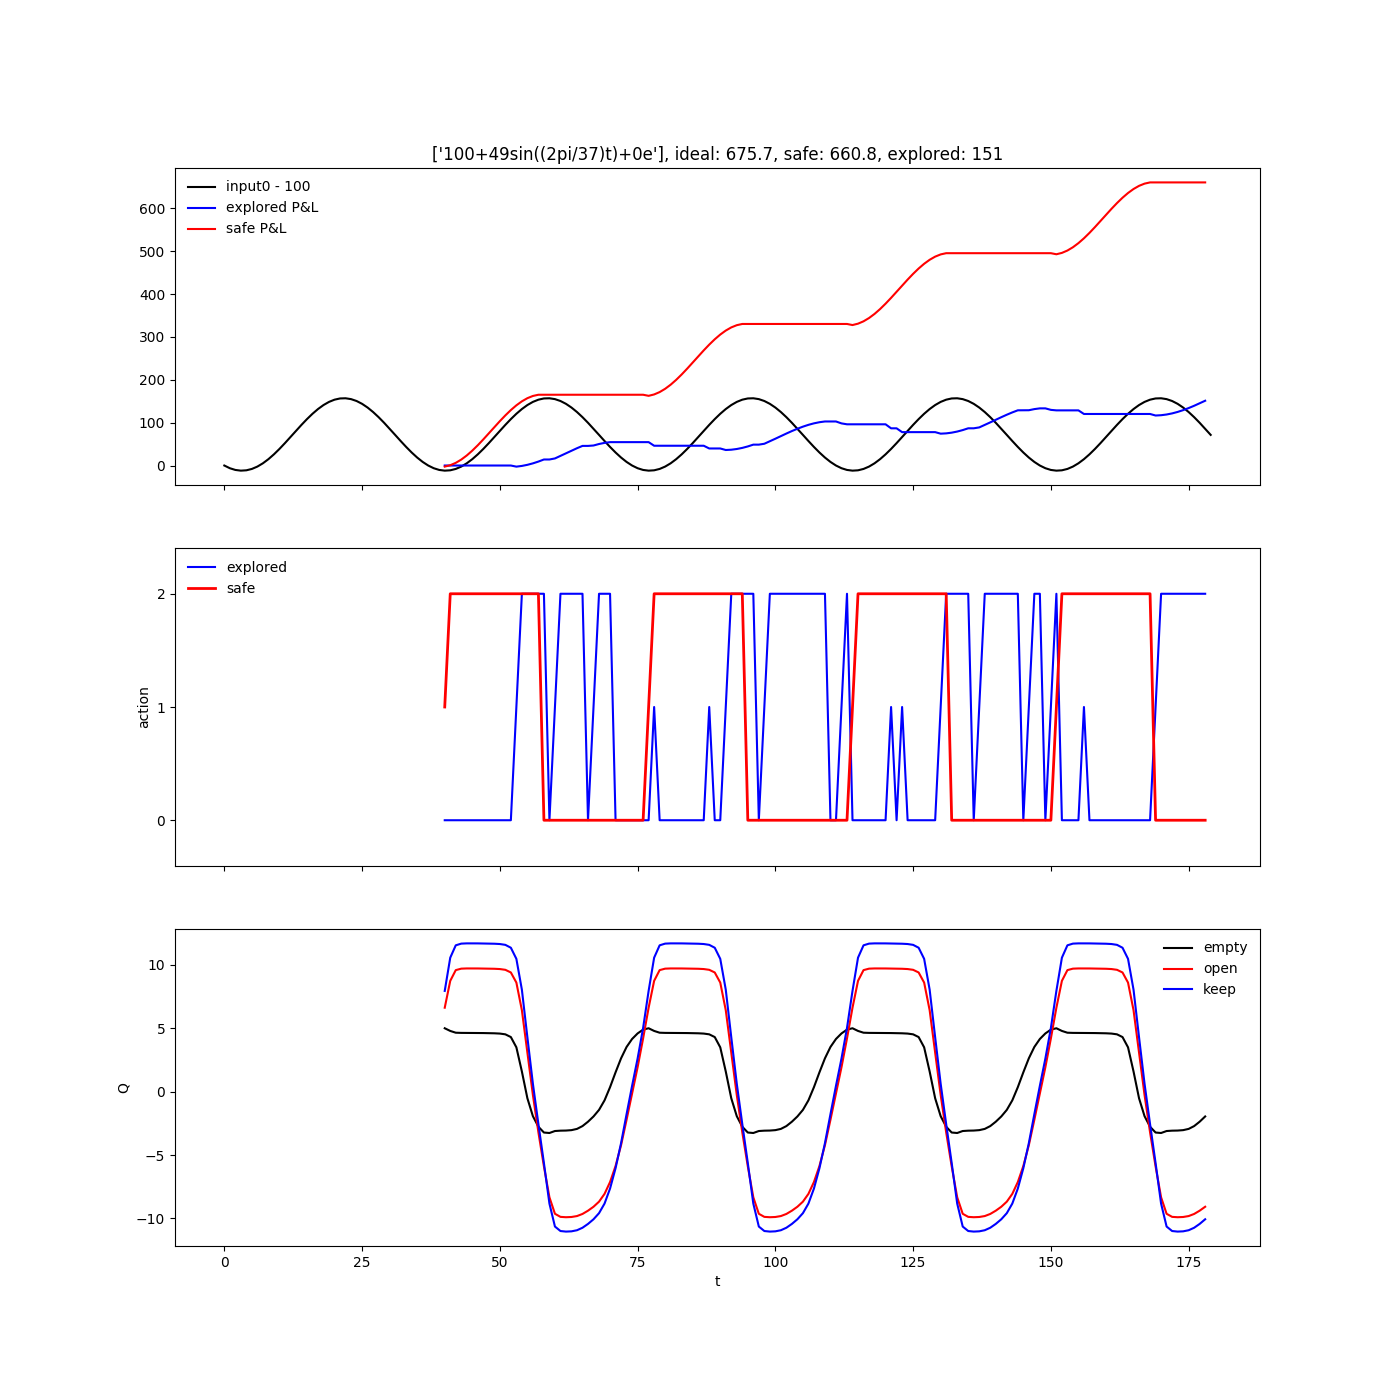 ['100+49sin((2pi/37)t)+0e'], ideal: 675.7, safe: 660.8, explored: 151
input0 - 100
explored P&L
safe P&L
600
500
400
300
200
100
0
explored
safe
2
1
0
action
empty
open
keep
10
5
0
−5
−10
Q
0 25 50 75 100 125 150 175
t